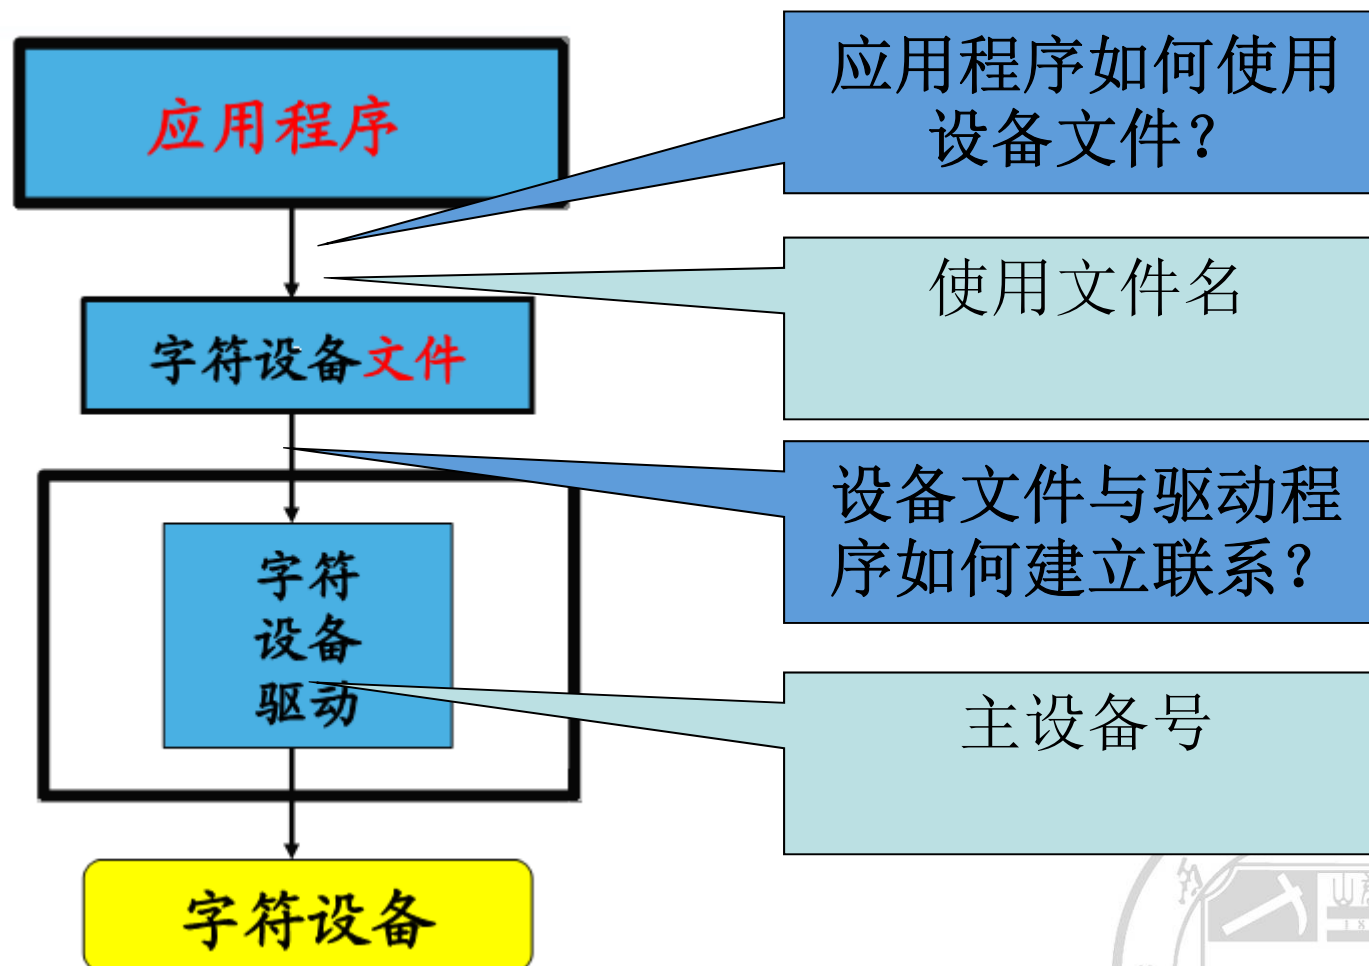 应用程序
应用程序如何使用
设备文件？
使用文件名
字符设备文件
设备文件与驱动程
序如何建立联系？
字符
设备
驱动
主设备号
字符设备